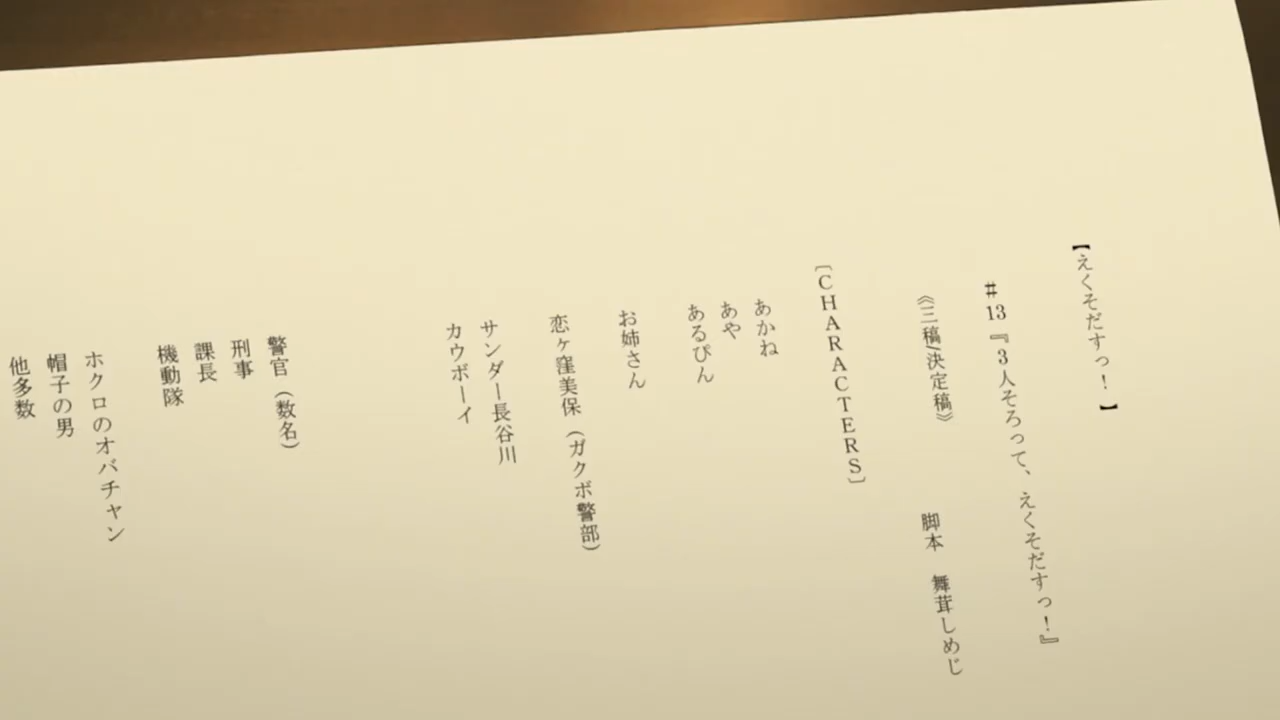 【えくそだすっ！】
＃13『3人そろって、えくそだすっ！』
《三稿/決定稿》　脚本　舞茸しめじ
［CHARACTERS］
あかね
あや
あるぴん
お姉さん
恋ヶ窪美保（ガクボ警部）
サンダー長谷川
カウボーイ
警官（数名）
刑事
課長
機動隊
ホクロのオバチャン
帽子の男
他多数